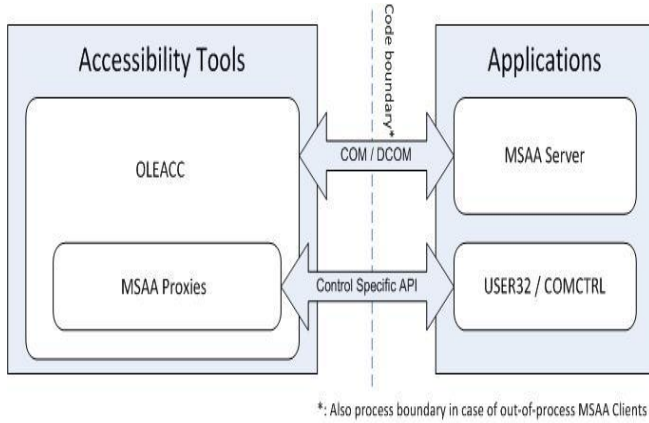 Accessibility Tools
Code boundary*
Applications
OLEACC
COM / DCOM
MSAA Server
MSAA Proxies
Control Specific API
USER32 / COMCTRL
*: Also process boundary in case of out-of-process MSAA Clients